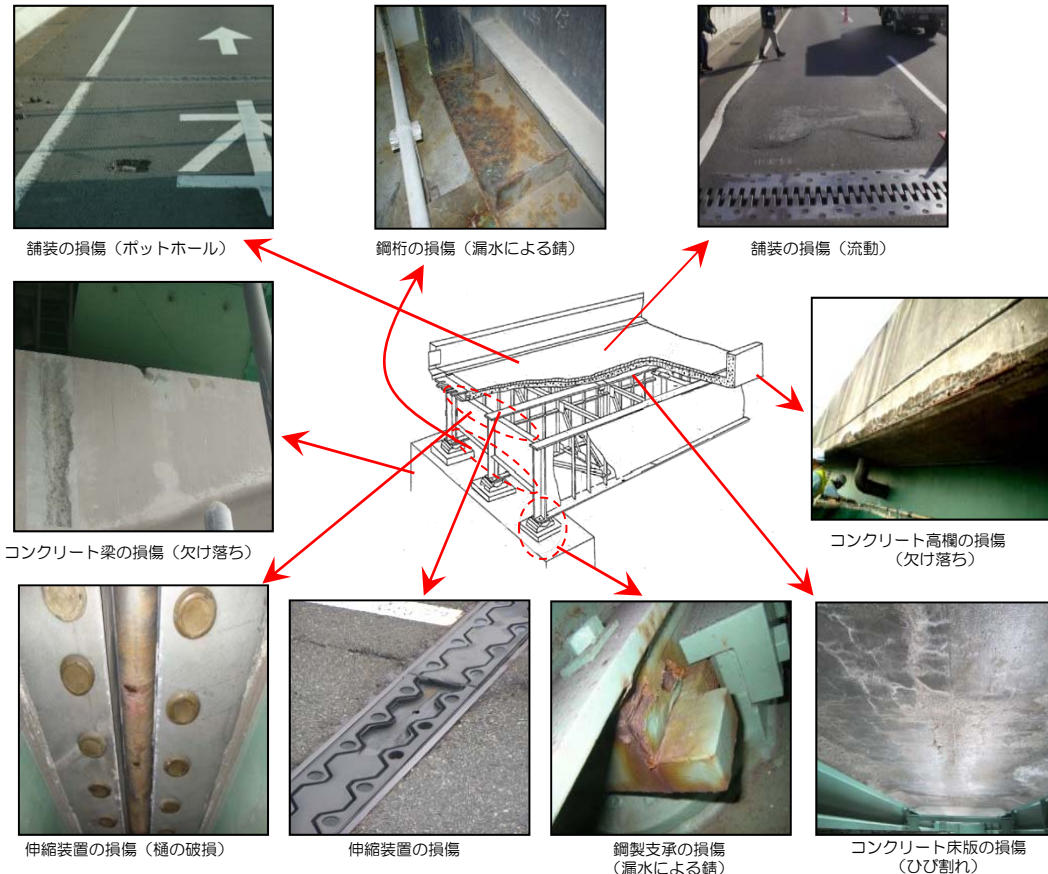 舗装の損傷（ポットホール）
鋼桁の損傷（漏水による錆）
舗装の損傷（流動）
コンクリート梁の損傷（欠け落ち）
コンクリート高欄の損傷
（欠け落ち）
伸縮装置の損傷（樋の破損）
伸縮装置の損傷
鋼製支承の損傷
（漏水による錆）
コンクリート床版の損傷
（ひび割れ）